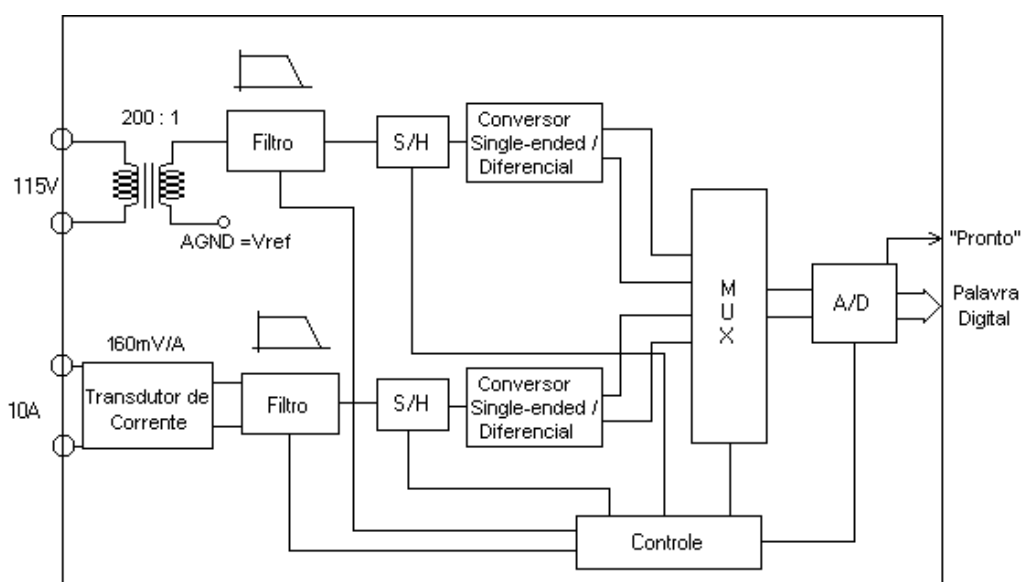 200 : 1
115V
AGND =Vref
Filtro
S/H
Conversor
Single-ended /
Diferencial
M
U
X
A/D
"Pronto"
Palavra
Digital
160mV/A
10A
Transdutor de
Corrente
Filtro
S/H
Conversor
Single-ended /
Diferencial
Controle